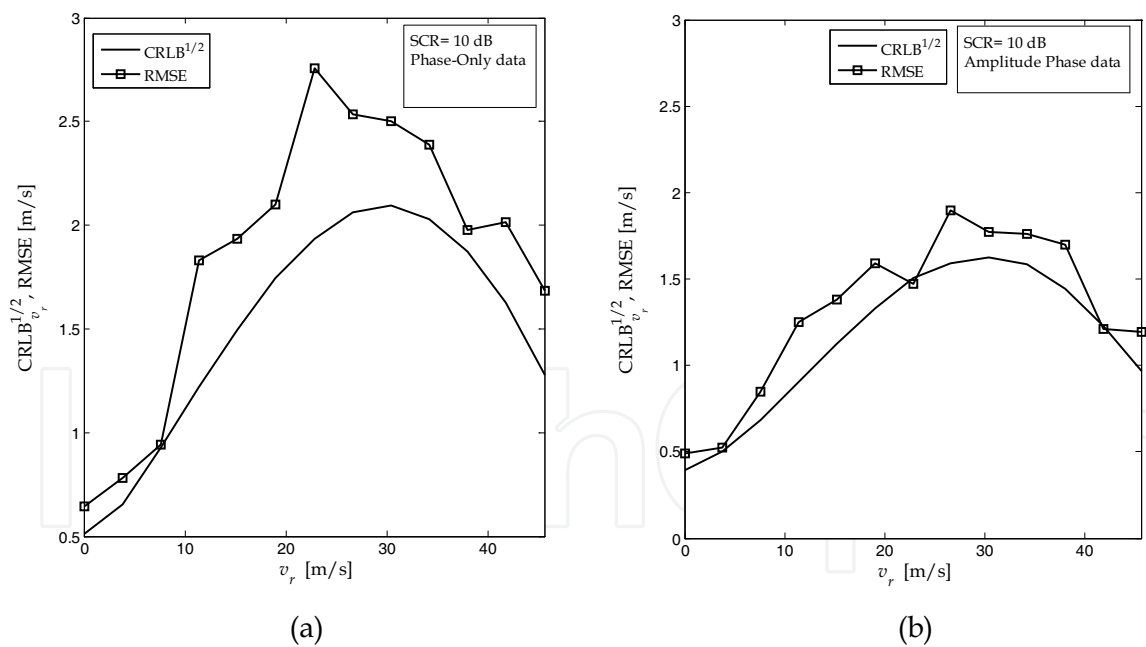 3
2.5
2
1.5
1
0.5
0
10
20
30
40
CRLB^{1/2}
RMSE
SCR= 10 dB
Phase-Only data
CRLB_{v_r}^{1/2}, RMSE [m/s]
v_r [m/s]
(a)
3
2.5
2
1.5
1
0.5
0
0
10
20
30
40
CRLB^{1/2}
RMSE
SCR= 10 dB
Amplitude Phase data
CRLB_{v_r}^{1/2}, RMSE [m/s]
v_r [m/s]
(b)